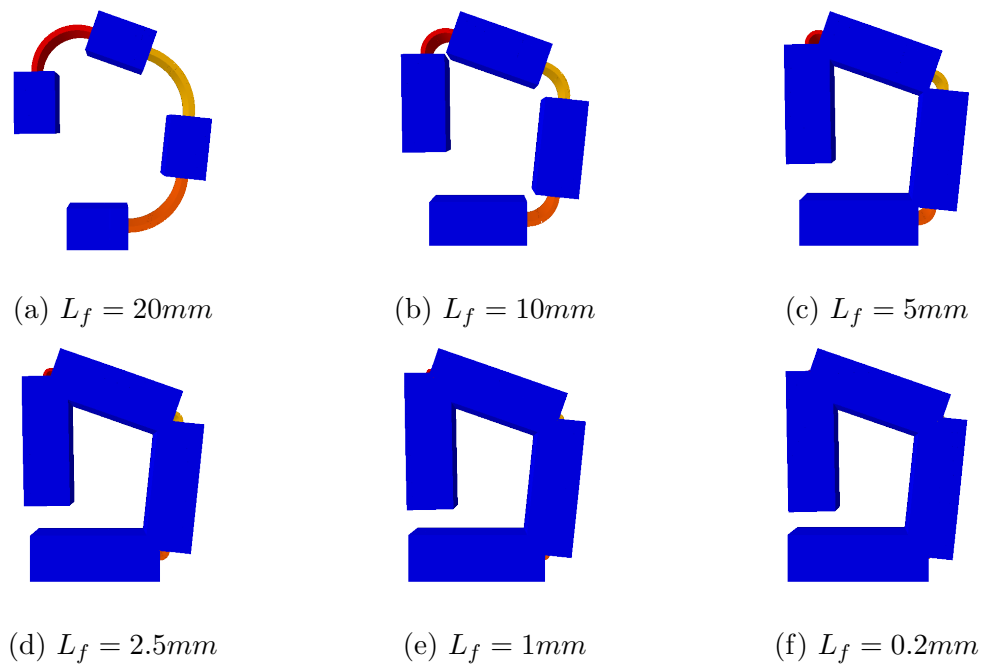 (a) L_f = 20mm
(b) L_f = 10mm
(c) L_f = 5mm
(d) L_f = 2.5mm
(e) L_f = 1mm
(f) L_f = 0.2mm